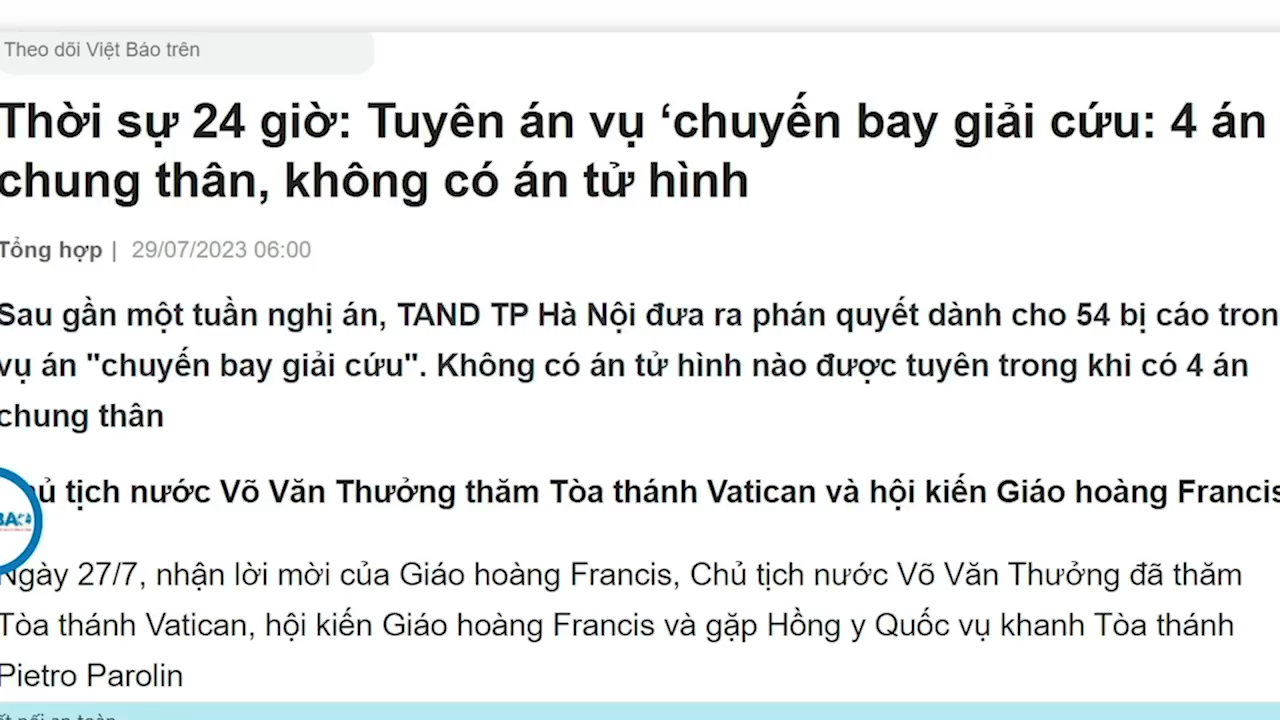 Theo dõi Việt Báo trên
Thời sự 24 giờ: Tuyên án vụ ‘chuyến bay giải cứu: 4 án
chung thân, không có án tử hình
Tổng hợp | 29/07/2023 06:00
Sau gần một tuần nghị án, TAND TP Hà Nội đưa ra phán quyết dành cho 54 bị cáo tron
vụ án "chuyến bay giải cứu". Không có án tử hình nào được tuyên trong khi có 4 án
chung thân
tịch nước Võ Văn Thưởng thăm Tòa thánh Vatican và hội kiến Giáo hoàng Francis
Ngày 27/7, nhận lời mời của Giáo hoàng Francis, Chủ tịch nước Võ Văn Thưởng đã thăm
Tòa thánh Vatican, hội kiến Giáo hoàng Francis và gặp Hồng y Quốc vụ khanh Tòa thánh
Pietro Parolin